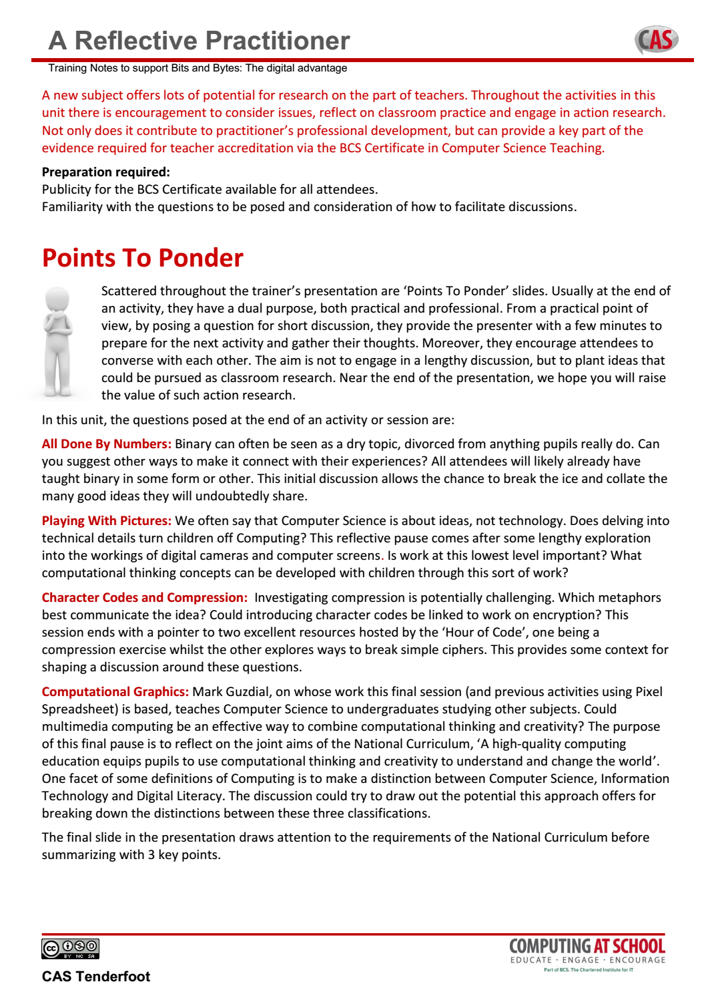 A Reflective Practitioner
CAS
Training Notes to support Bits and Bytes: The digital advantage
A new subject offers lots of potential for research on the part of teachers. Throughout the activities in this
unit there is encouragement to consider issues, reflect on classroom practice and engage in action research.
Not only does it contribute to practitioner’s professional development, but can provide a key part of the
evidence required for teacher accreditation via the BCS Certificate in Computer Science Teaching.
Preparation required:
Publicity for the BCS Certificate available for all attendees.
Familiarity with the questions to be posed and consideration of how to facilitate discussions.
Points To Ponder
Scattered throughout the trainer’s presentation are ‘Points To Ponder’ slides. Usually at the end of
an activity, they have a dual purpose, both practical and professional. From a practical point of
view, by posing a question for short discussion, they provide the presenter with a few minutes to
prepare for the next activity and gather their thoughts. Moreover, they encourage attendees to
converse with each other. The aim is not to engage in a lengthy discussion, but to plant ideas that
could be pursued as classroom research. Near the end of the presentation, we hope you will raise
the value of such action research.
In this unit, the questions posed at the end of an activity or session are:
All Done By Numbers: Binary can often be seen as a dry topic, divorced from anything pupils really do. Can
you suggest other ways to make it connect with their experiences? All attendees will likely already have
taught binary in some form or other. This initial discussion allows the chance to break the ice and collate the
many good ideas they will undoubtedly share.
Playing With Pictures: We often say that Computer Science is about ideas, not technology. Does delving into
technical details turn children off Computing? This reflective pause comes after some lengthy exploration
into the workings of digital cameras and computer screens. Is work at this lowest level important? What
computational thinking concepts can be developed with children through this sort of work?
Character Codes and Compression: Investigating compression is potentially challenging. Which metaphors
best communicate the idea? Could introducing character codes be linked to work on encryption? This
session ends with a pointer to two excellent resources hosted by the ‘Hour of Code’, one being a
compression exercise whilst the other explores ways to break simple ciphers. This provides some context for
shaping a discussion around these questions.
Computational Graphics: Mark Guzdial, on whose work this final session (and previous activities using Pixel
Spreadsheet) is based, teaches Computer Science to undergraduates studying other subjects. Could
multimedia computing be an effective way to combine computational thinking and creativity? The purpose
of this final pause is to reflect on the joint aims of the National Curriculum, ‘A high-quality computing
education equips pupils to use computational thinking and creativity to understand and change the world’.
One facet of some definitions of Computing is to make a distinction between Computer Science, Information
Technology and Digital Literacy. The discussion could try to draw out the potential this approach offers for
breaking down the distinctions between these three classifications.
The final slide in the presentation draws attention to the requirements of the National Curriculum before
summarizing with 3 key points.
cc BY NC SA
COMPUTING AT SCHOOL
EDUCATE · ENGAGE · ENCOURAGE
Part of BCS, The Chartered Institute for IT
CAS Tenderfoot